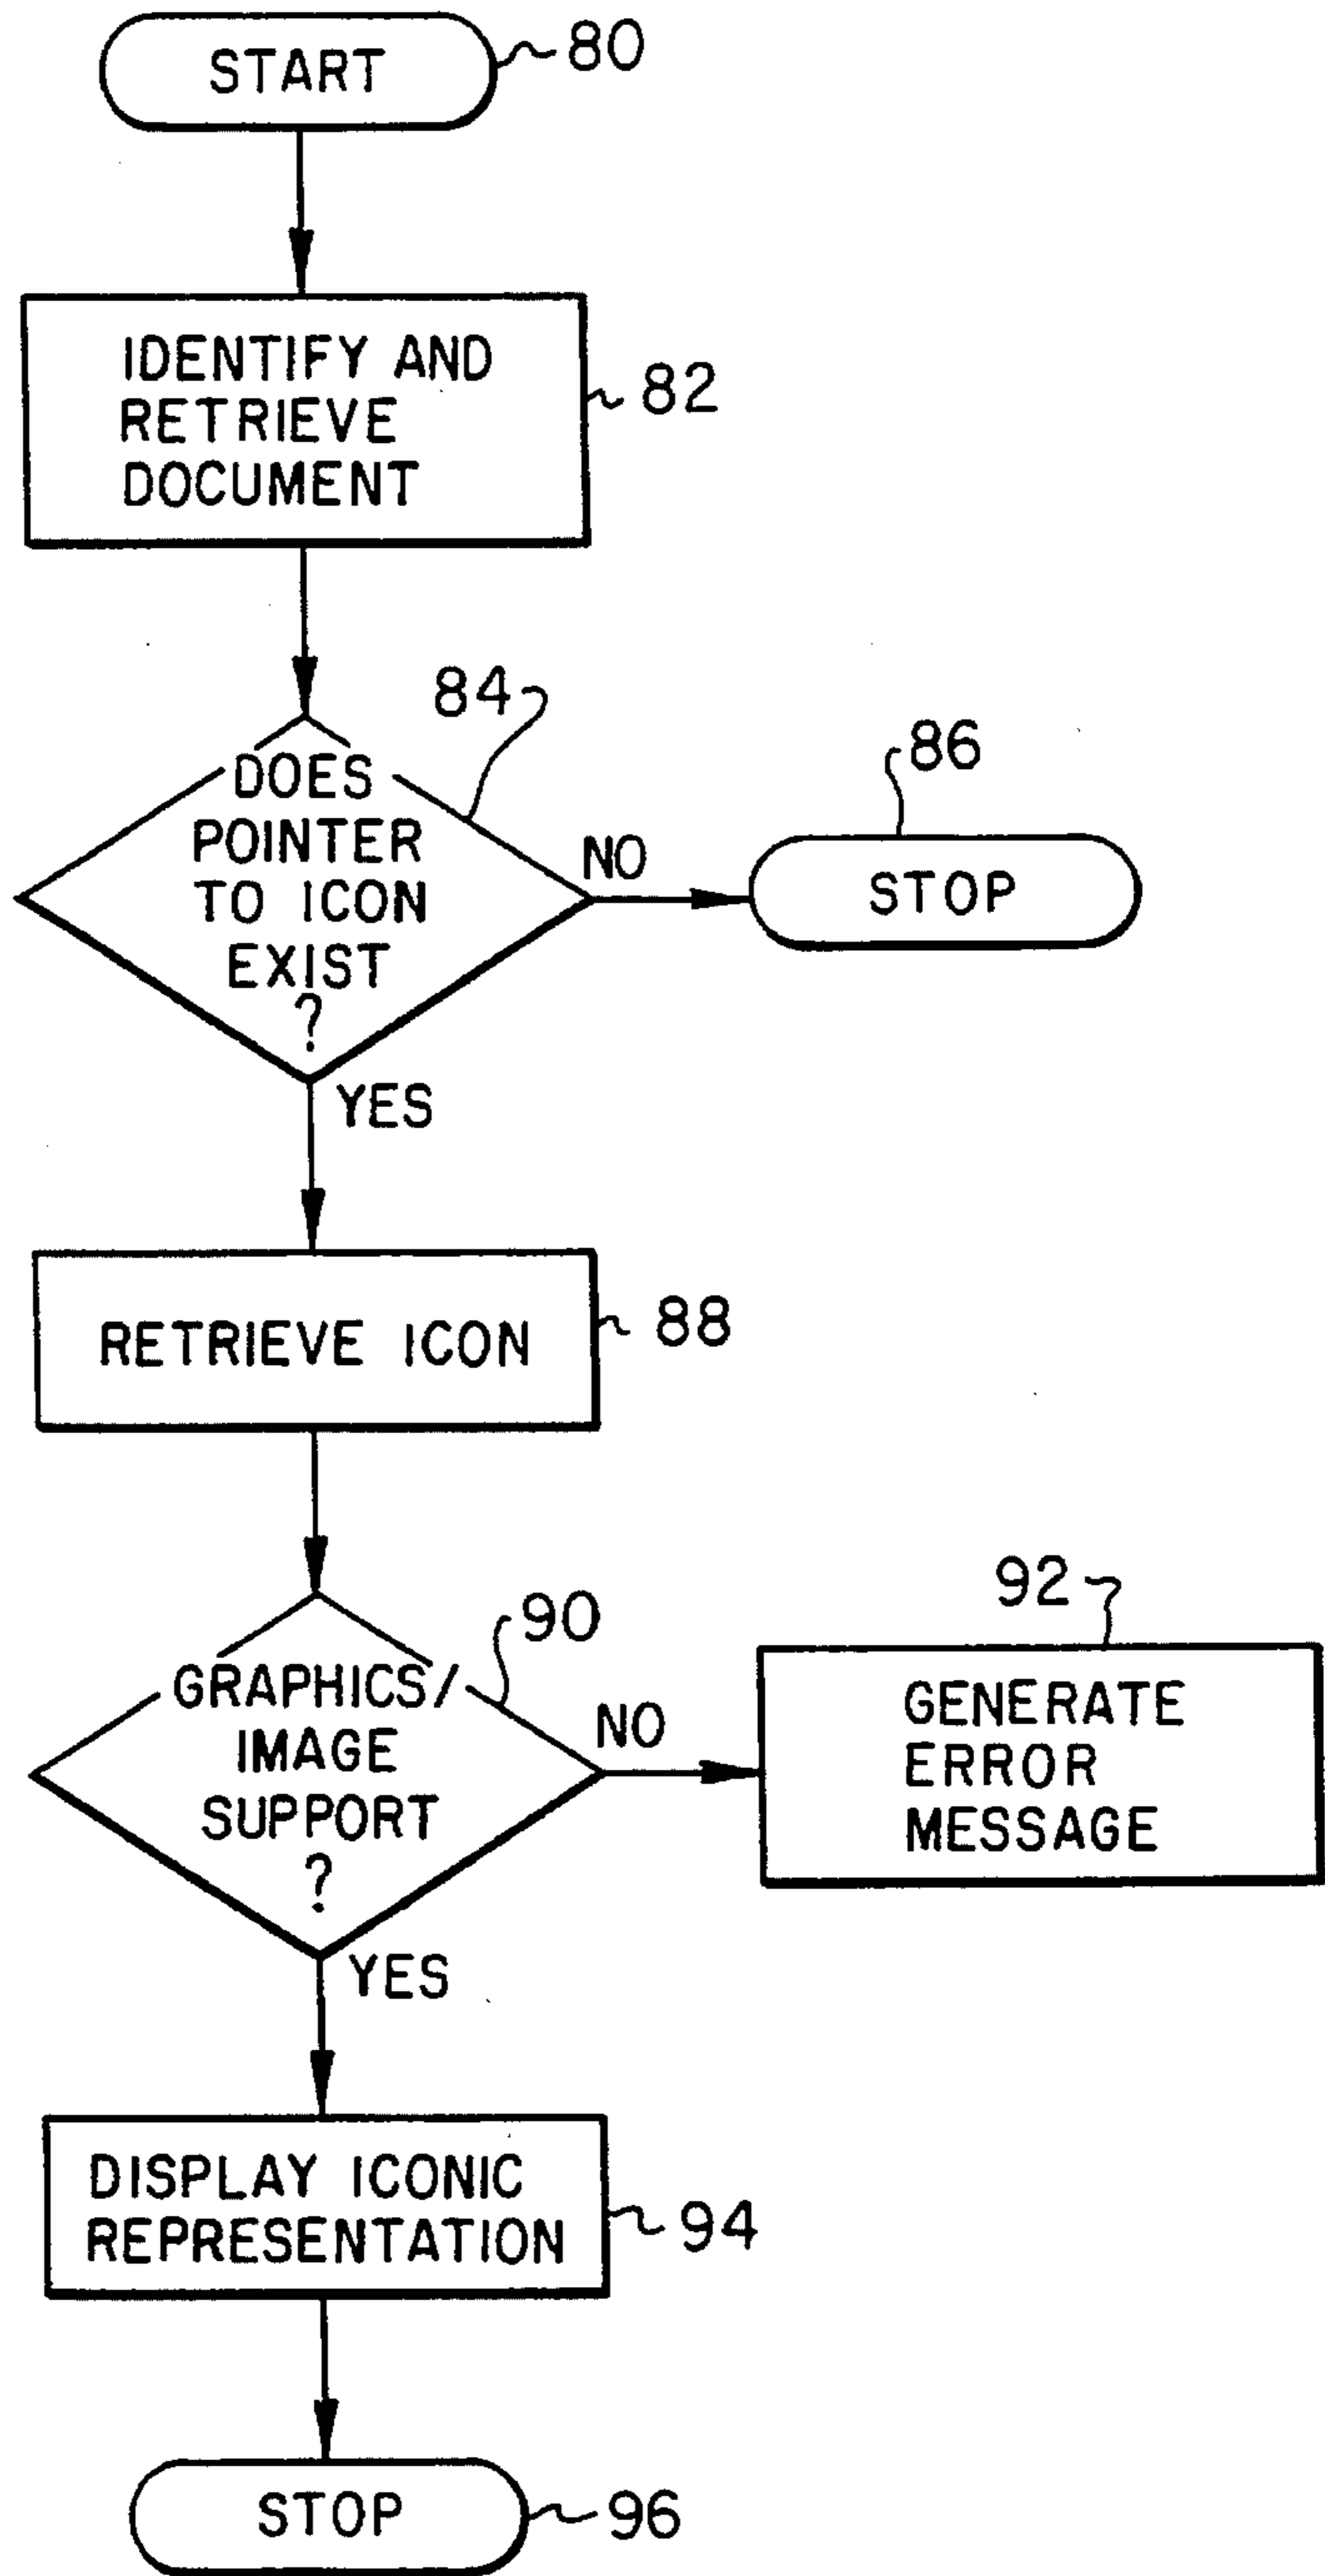 START
80
IDENTIFY AND
RETRIEVE
DOCUMENT
82
84
DOES
POINTER
TO ICON
EXIST
?
NO
86
STOP
YES
RETRIEVE ICON
88
90
GRAPHICS/
IMAGE
SUPPORT
?
NO
92
GENERATE
ERROR
MESSAGE
YES
DISPLAY ICONIC
REPRESENTATION
94
STOP
96